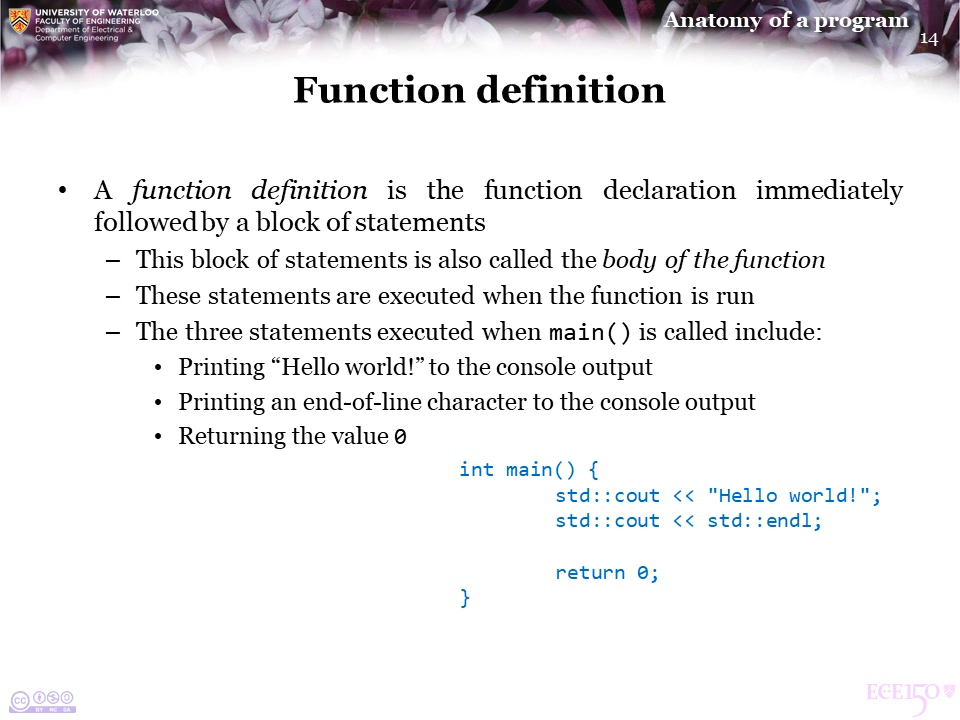 UNIVERSITY OF WATERLOO
FACULTY OF ENGINEERING
Department of Electrical &
Computer Engineering
Anatomy of a program
14
Function definition
• A function definition is the function declaration immediately
followed by a block of statements
– This block of statements is also called the body of the function
– These statements are executed when the function is run
– The three statements executed when main() is called include:
• Printing “Hello world!” to the console output
• Printing an end-of-line character to the console output
• Returning the value 0
int main() {
std::cout << "Hello world!";
std::cout << std::endl;
return 0;
}
cc
BY NC SA
ECE150